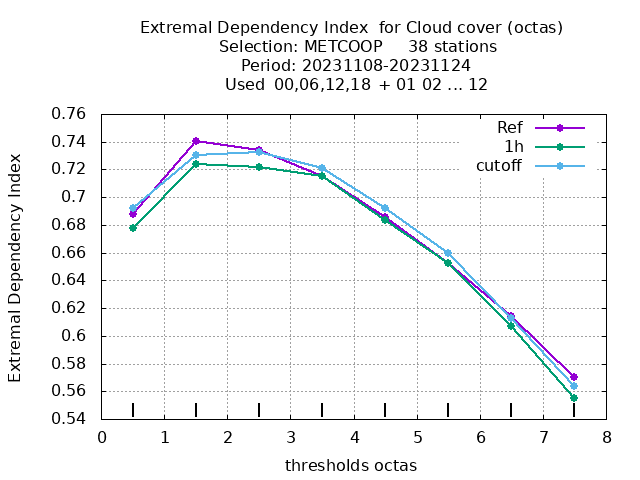 Extremal Dependency Index  for Cloud cover (octas)
Selection: METCOOP     38 stations
Period: 20231108-20231124
Used  00,06,12,18 + 01 02 ... 12
Extremal Dependency Index
0.76
0.74
0.72
0.7
0.68
0.66
0.64
0.62
0.6
0.58
0.56
0.54
Ref
1h
cutoff
0 1 2 3 4 5 6 7 8
thresholds octas